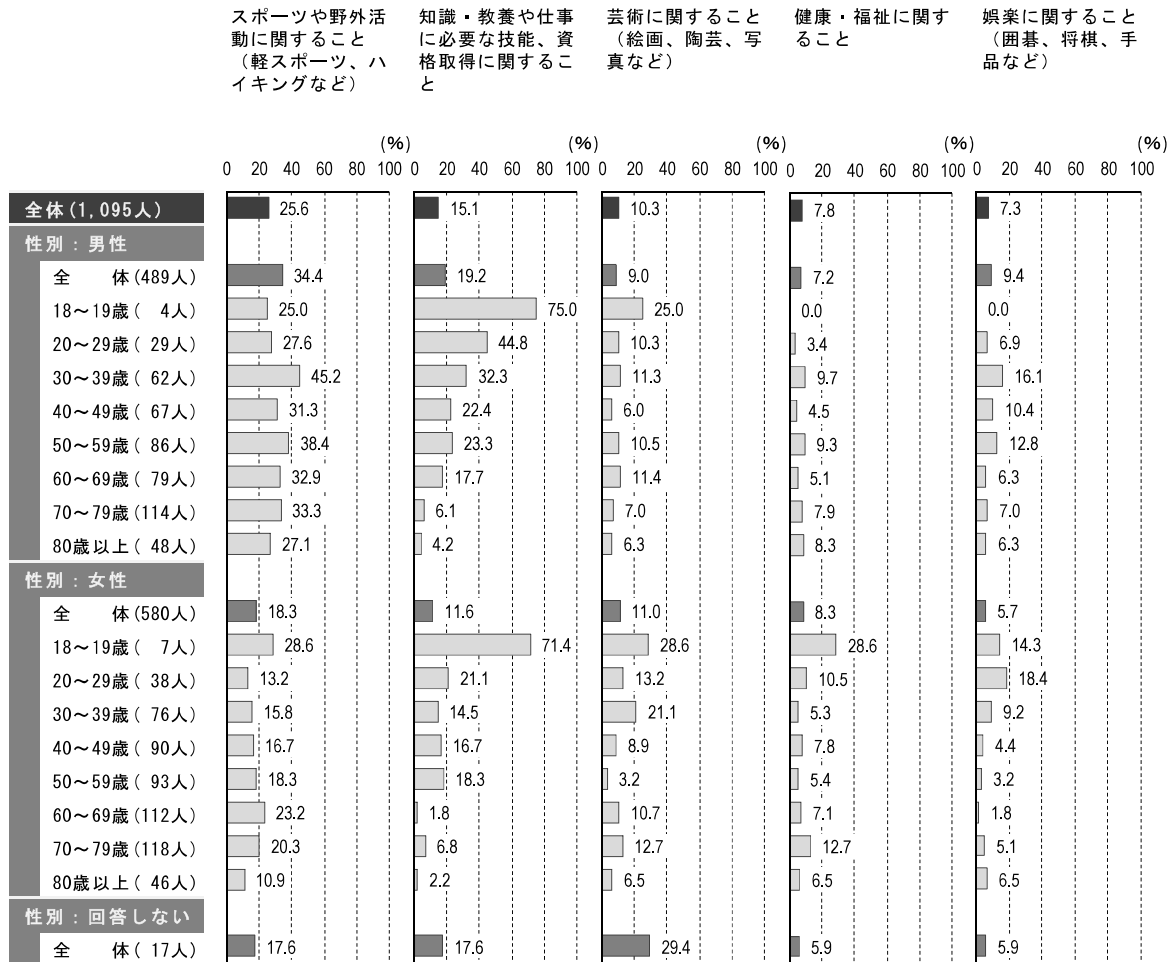 スポーツや野外活
動に関すること
（軽スポーツ、ハ
イキングなど）
知識・教養や仕事
に必要な技能、資
格取得に関するこ
と
芸術に関すること
（絵画、陶芸、写
真など）
健康・福祉に関す
ること
娯楽に関すること
（囲碁、将棋、手
品など）
(%) (%) (%) (%) (%)
0 20 40 60 80 100 0 20 40 60 80 100 0 20 40 60 80 100 0 20 40 60 80 100 0 20 40 60 80 100
全体(1,095人) 25.6 15.1 10.3 7.8 7.3
性別：男性
全　体(489人) 34.4 19.2 9.0 7.2 9.4
18～19歳( 4人) 25.0 75.0 25.0 0.0 0.0
20～29歳( 29人) 27.6 44.8 10.3 3.4 6.9
30～39歳( 62人) 45.2 32.3 11.3 9.7 16.1
40～49歳( 67人) 31.3 22.4 6.0 4.5 10.4
50～59歳( 86人) 38.4 23.3 10.5 9.3 12.8
60～69歳( 79人) 32.9 17.7 11.4 5.1 6.3
70～79歳(114人) 33.3 6.1 7.0 7.9 7.0
80歳以上( 48人) 27.1 4.2 6.3 8.3 6.3
性別：女性
全　体(580人) 18.3 11.6 11.0 8.3 5.7
18～19歳( 7人) 28.6 71.4 28.6 28.6 14.3
20～29歳( 38人) 13.2 21.1 13.2 10.5 18.4
30～39歳( 76人) 15.8 14.5 21.1 5.3 9.2
40～49歳( 90人) 16.7 16.7 8.9 7.8 4.4
50～59歳( 93人) 18.3 18.3 3.2 5.4 3.2
60～69歳(112人) 23.2 1.8 10.7 7.1 1.8
70～79歳(118人) 20.3 6.8 12.7 12.7 5.1
80歳以上( 46人) 10.9 2.2 6.5 6.5 6.5
性別：回答しない
全　体( 17人) 17.6 17.6 29.4 5.9 5.9